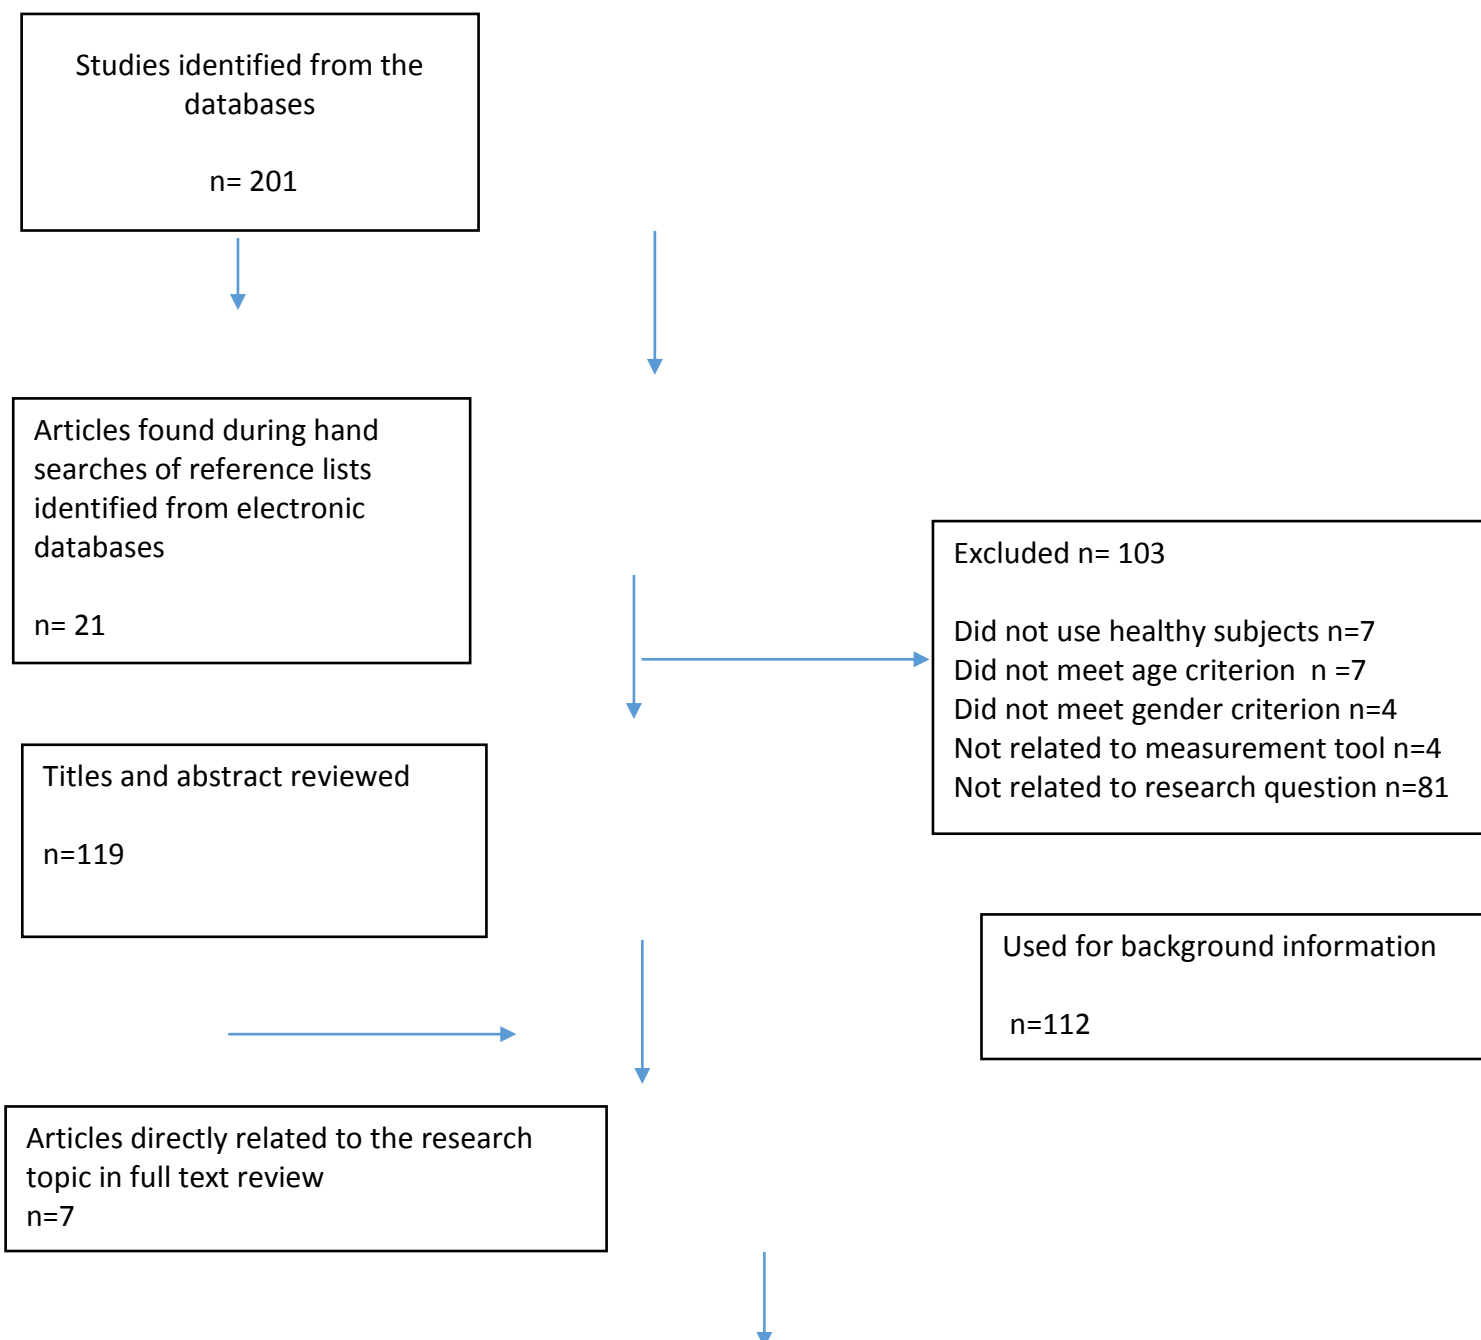 Studies identified from the
databases
n= 201
Articles found during hand
searches of reference lists
identified from electronic
databases
n= 21
Excluded n= 103
Did not use healthy subjects n=7
Did not meet age criterion  n =7
Did not meet gender criterion n=4
Not related to measurement tool n=4
Not related to research question n=81
Titles and abstract reviewed
n=119
Used for background information
n=112
Articles directly related to the research
topic in full text review
n=7